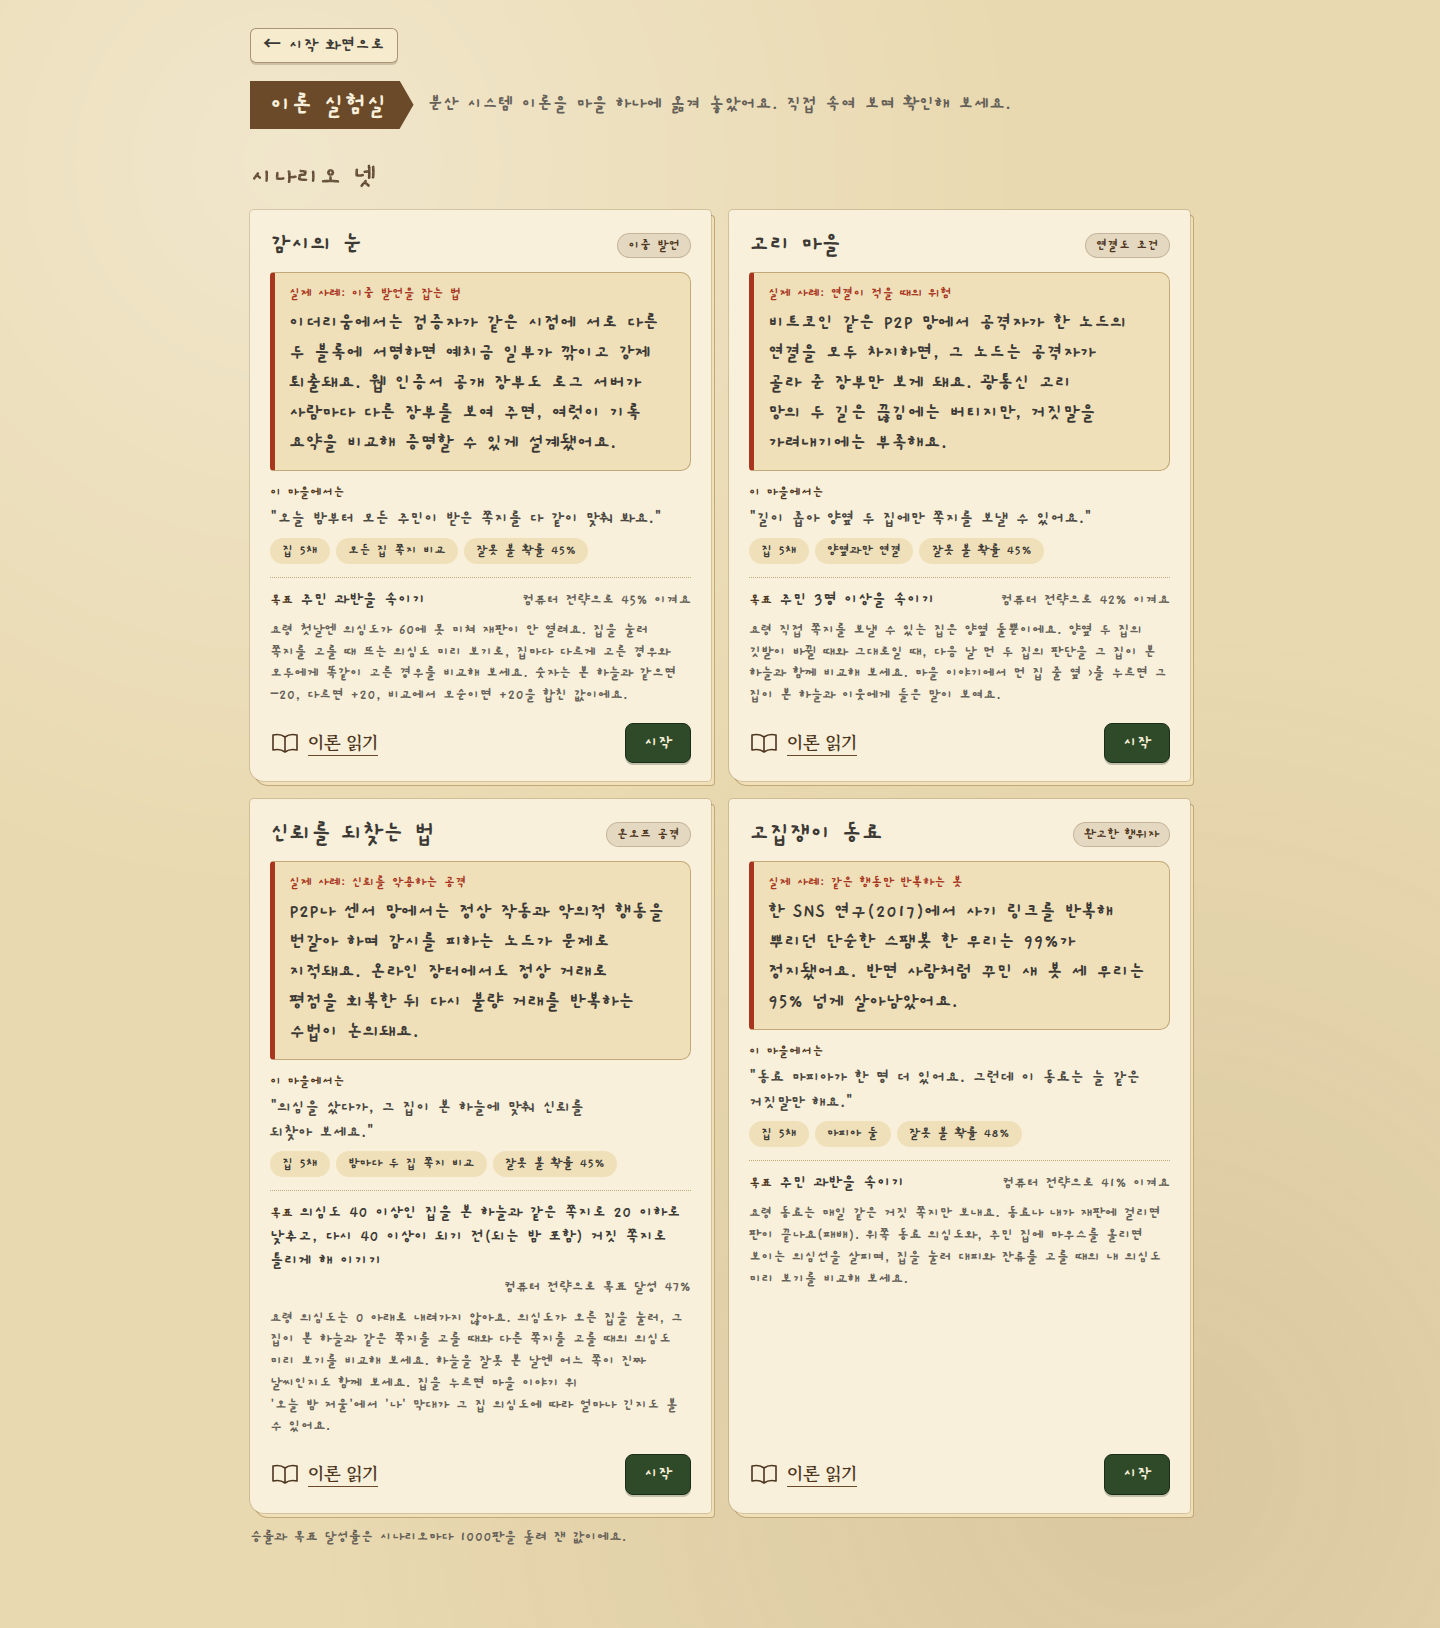 ← 시작 화면으로
이론 실험실
분산 시스템 이론을 마을 하나에 옮겨 놓았어요. 직접 속여 보며 확인해 보세요.
시나리오 넷
감시의 눈
이중 발언
실제 사례: 이중 발언을 잡는 법
이더리움에서는 검증자가 같은 시점에 서로 다른
두 블록에 서명하면 예치금 일부가 깎이고 강제
퇴출돼요. 웹 인증서 공개 장부도 로그 서버가
사람마다 다른 장부를 보여 주면, 여럿이 기록
요약을 비교해 증명할 수 있게 설계됐어요.
이 마을에서는
"오늘 밤부터 모든 주민이 받은 쪽지를 다 같이 맞춰 봐요."
집 5채
모든 집 쪽지 비교
잘못 볼 확률 45%
목표 주민 과반을 속이기
컴퓨터 전략으로 45% 이겨요
요령 첫날엔 의심도가 60에 못 미쳐 재판이 안 열려요. 집을 눌러
쪽지를 고를 때 뜨는 의심도 미리 보기로, 집마다 다르게 고른 경우와
모두에게 똑같이 고른 경우를 비교해 보세요. 숫자는 본 하늘과 같으면
−20, 다르면 +20, 비교에서 모순이면 +20을 합친 값이에요.
이론 읽기
시작
고리 마을
연결도 조건
실제 사례: 연결이 적을 때의 위험
비트코인 같은 P2P 망에서 공격자가 한 노드의
연결을 모두 차지하면, 그 노드는 공격자가
골라 준 장부만 보게 돼요. 광통신 고리
망의 두 길은 끊김에는 버티지만, 거짓말을
가려내기에는 부족해요.
이 마을에서는
"길이 좁아 양옆 두 집에만 쪽지를 보낼 수 있어요."
집 5채
양옆과만 연결
잘못 볼 확률 45%
목표 주민 3명 이상을 속이기
컴퓨터 전략으로 42% 이겨요
요령 직접 쪽지를 보낼 수 있는 집은 양옆 둘뿐이에요. 양옆 두 집의
깃발이 바뀔 때와 그대로일 때, 다음 날 먼 두 집의 판단을 그 집이 본
하늘과 함께 비교해 보세요. 마을 이야기에서 먼 집 줄 옆 ›를 누르면 그
집이 본 하늘과 이웃에게 들은 말이 보여요.
이론 읽기
시작
신뢰를 되찾는 법
온오프 공격
실제 사례: 신뢰를 악용하는 공격
P2P나 센서 망에서는 정상 작동과 악의적 행동을
번갈아 하며 감시를 피하는 노드가 문제로
지적돼요. 온라인 장터에서도 정상 거래로
평점을 회복한 뒤 다시 불량 거래를 반복하는
수법이 논의돼요.
이 마을에서는
"의심을 샀다가, 그 집이 본 하늘에 맞춰 신뢰를
되찾아 보세요."
집 5채
밤마다 두 집 쪽지 비교
잘못 볼 확률 45%
목표 의심도 40 이상인 집을 본 하늘과 같은 쪽지로 20 이하로
낮추고, 다시 40 이상이 되기 전(되는 밤 포함) 거짓 쪽지로
틀리게 해 이기기
컴퓨터 전략으로 목표 달성 47%
요령 의심도는 0 아래로 내려가지 않아요. 의심도가 오른 집을 눌러, 그
집이 본 하늘과 같은 쪽지를 고를 때와 다른 쪽지를 고를 때의 의심도
미리 보기를 비교해 보세요. 하늘을 잘못 본 날엔 어느 쪽이 진짜
날씨인지도 함께 보세요. 집을 누르면 마을 이야기 위
'오늘 밤 저울'에서 '나' 막대가 그 집 의심도에 따라 얼마나 긴지도 볼
수 있어요.
이론 읽기
시작
고집쟁이 동료
완고한 행위자
실제 사례: 같은 행동만 반복하는 봇
한 SNS 연구(2017)에서 사기 링크를 반복해
뿌리던 단순한 스팸봇 한 무리는 99%가
정지됐어요. 반면 사람처럼 꾸민 새 봇 세 무리는
95% 넘게 살아남았어요.
이 마을에서는
"동료 마피아가 한 명 더 있어요. 그런데 이 동료는 늘 같은
거짓말만 해요."
집 5채
마피아 둘
잘못 볼 확률 48%
목표 주민 과반을 속이기
컴퓨터 전략으로 41% 이겨요
요령 동료는 매일 같은 거짓 쪽지만 보내요. 동료나 내가 재판에 걸리면
판이 끝나요(패배). 위쪽 동료 의심도와, 주민 집에 마우스를 올리면
보이는 의심선을 살피며, 집을 눌러 대피와 잔류를 고를 때의 내 의심도
미리 보기를 비교해 보세요.
이론 읽기
시작
승률과 목표 달성률은 시나리오마다 1000판을 돌려 잰 값이에요.